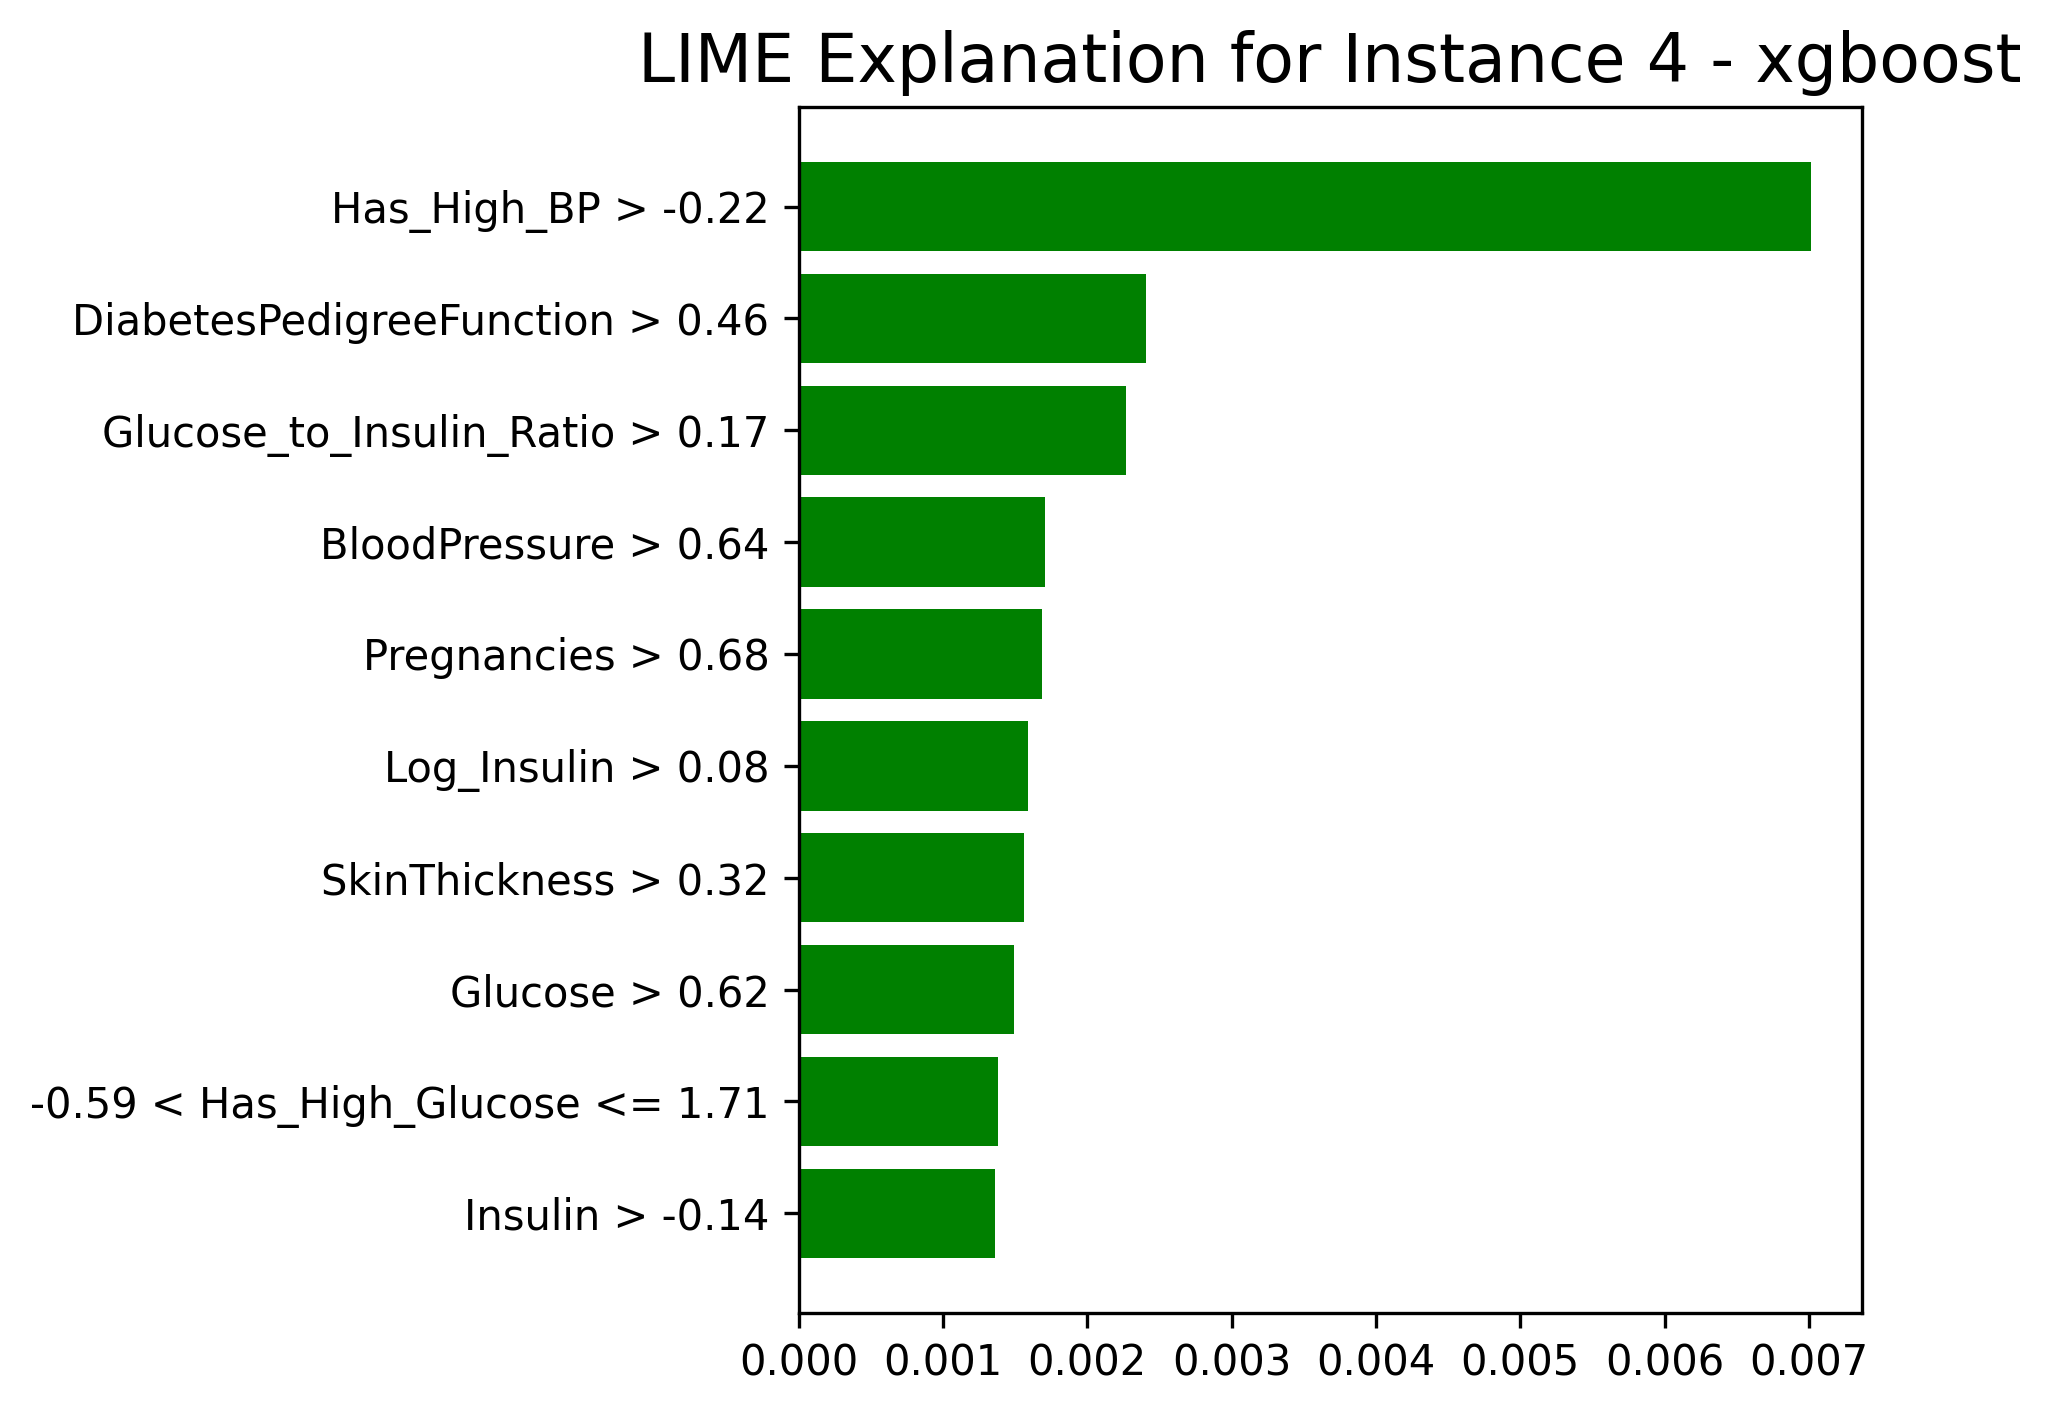 LIME Explanation for Instance 4 - xgboost
Has_High_BP > -0.22
DiabetesPedigreeFunction > 0.46
Glucose_to_Insulin_Ratio > 0.17
BloodPressure > 0.64
Pregnancies > 0.68
Log_Insulin > 0.08
SkinThickness > 0.32
Glucose > 0.62
-0.59 < Has_High_Glucose <= 1.71
Insulin > -0.14
0.000 0.001 0.002 0.003 0.004 0.005 0.006 0.007